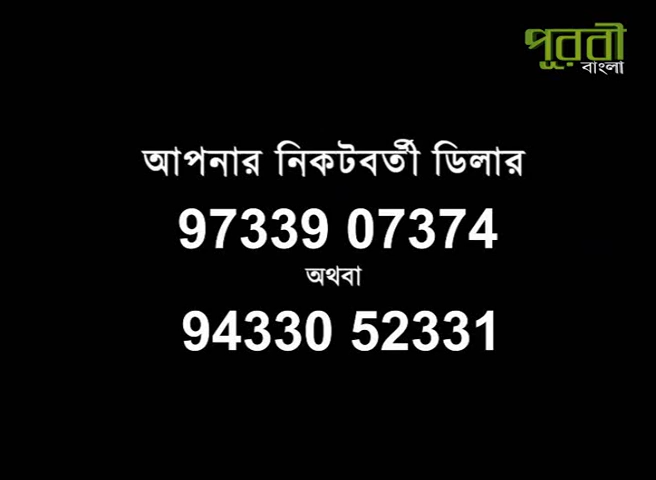 পূরবী
বাংলা
আপনার নিকটবর্তী ডিলার
97339 07374
অথবা
94330 52331